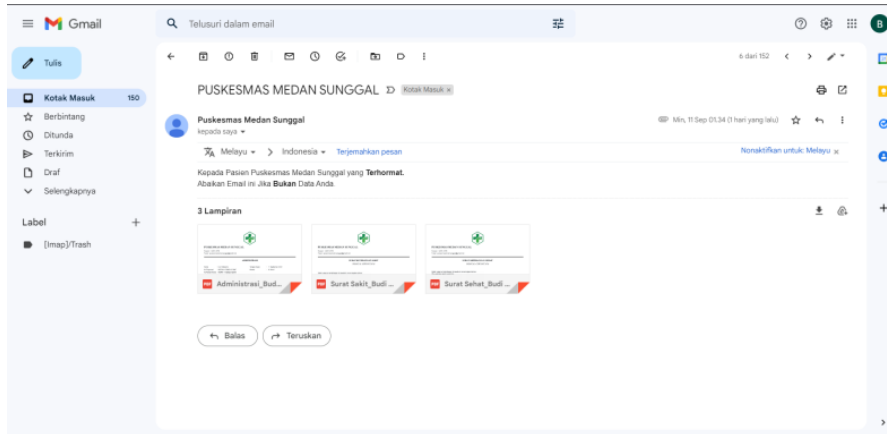 Gmail
Telusuri dalam email
B
Tulis
6 dari 152
Kotak Masuk 150
Berbintang
Ditunda
Terkirim
Draf
Selengkapnya
Label
[Imap]/Trash
PUSKESMAS MEDAN SUNGGAL Kotak Masuk ×
Puskesmas Medan Sunggal
kepada saya
Min, 11 Sep 01.34 (1 hari yang lalu)
Melayu > Indonesia Terjemahkan pesan
Nonaktifkan untuk: Melayu x
Kepada Pasien Puskesmas Medan Sunggal yang Terhormat.
Abaikan Email ini Jika Bukan Data Anda
3 Lampiran
PDF Administrasi_Bud...
PDF Surat Sakit_Budi ...
PDF Surat Sehat_Budi ...
Balas
Teruskan